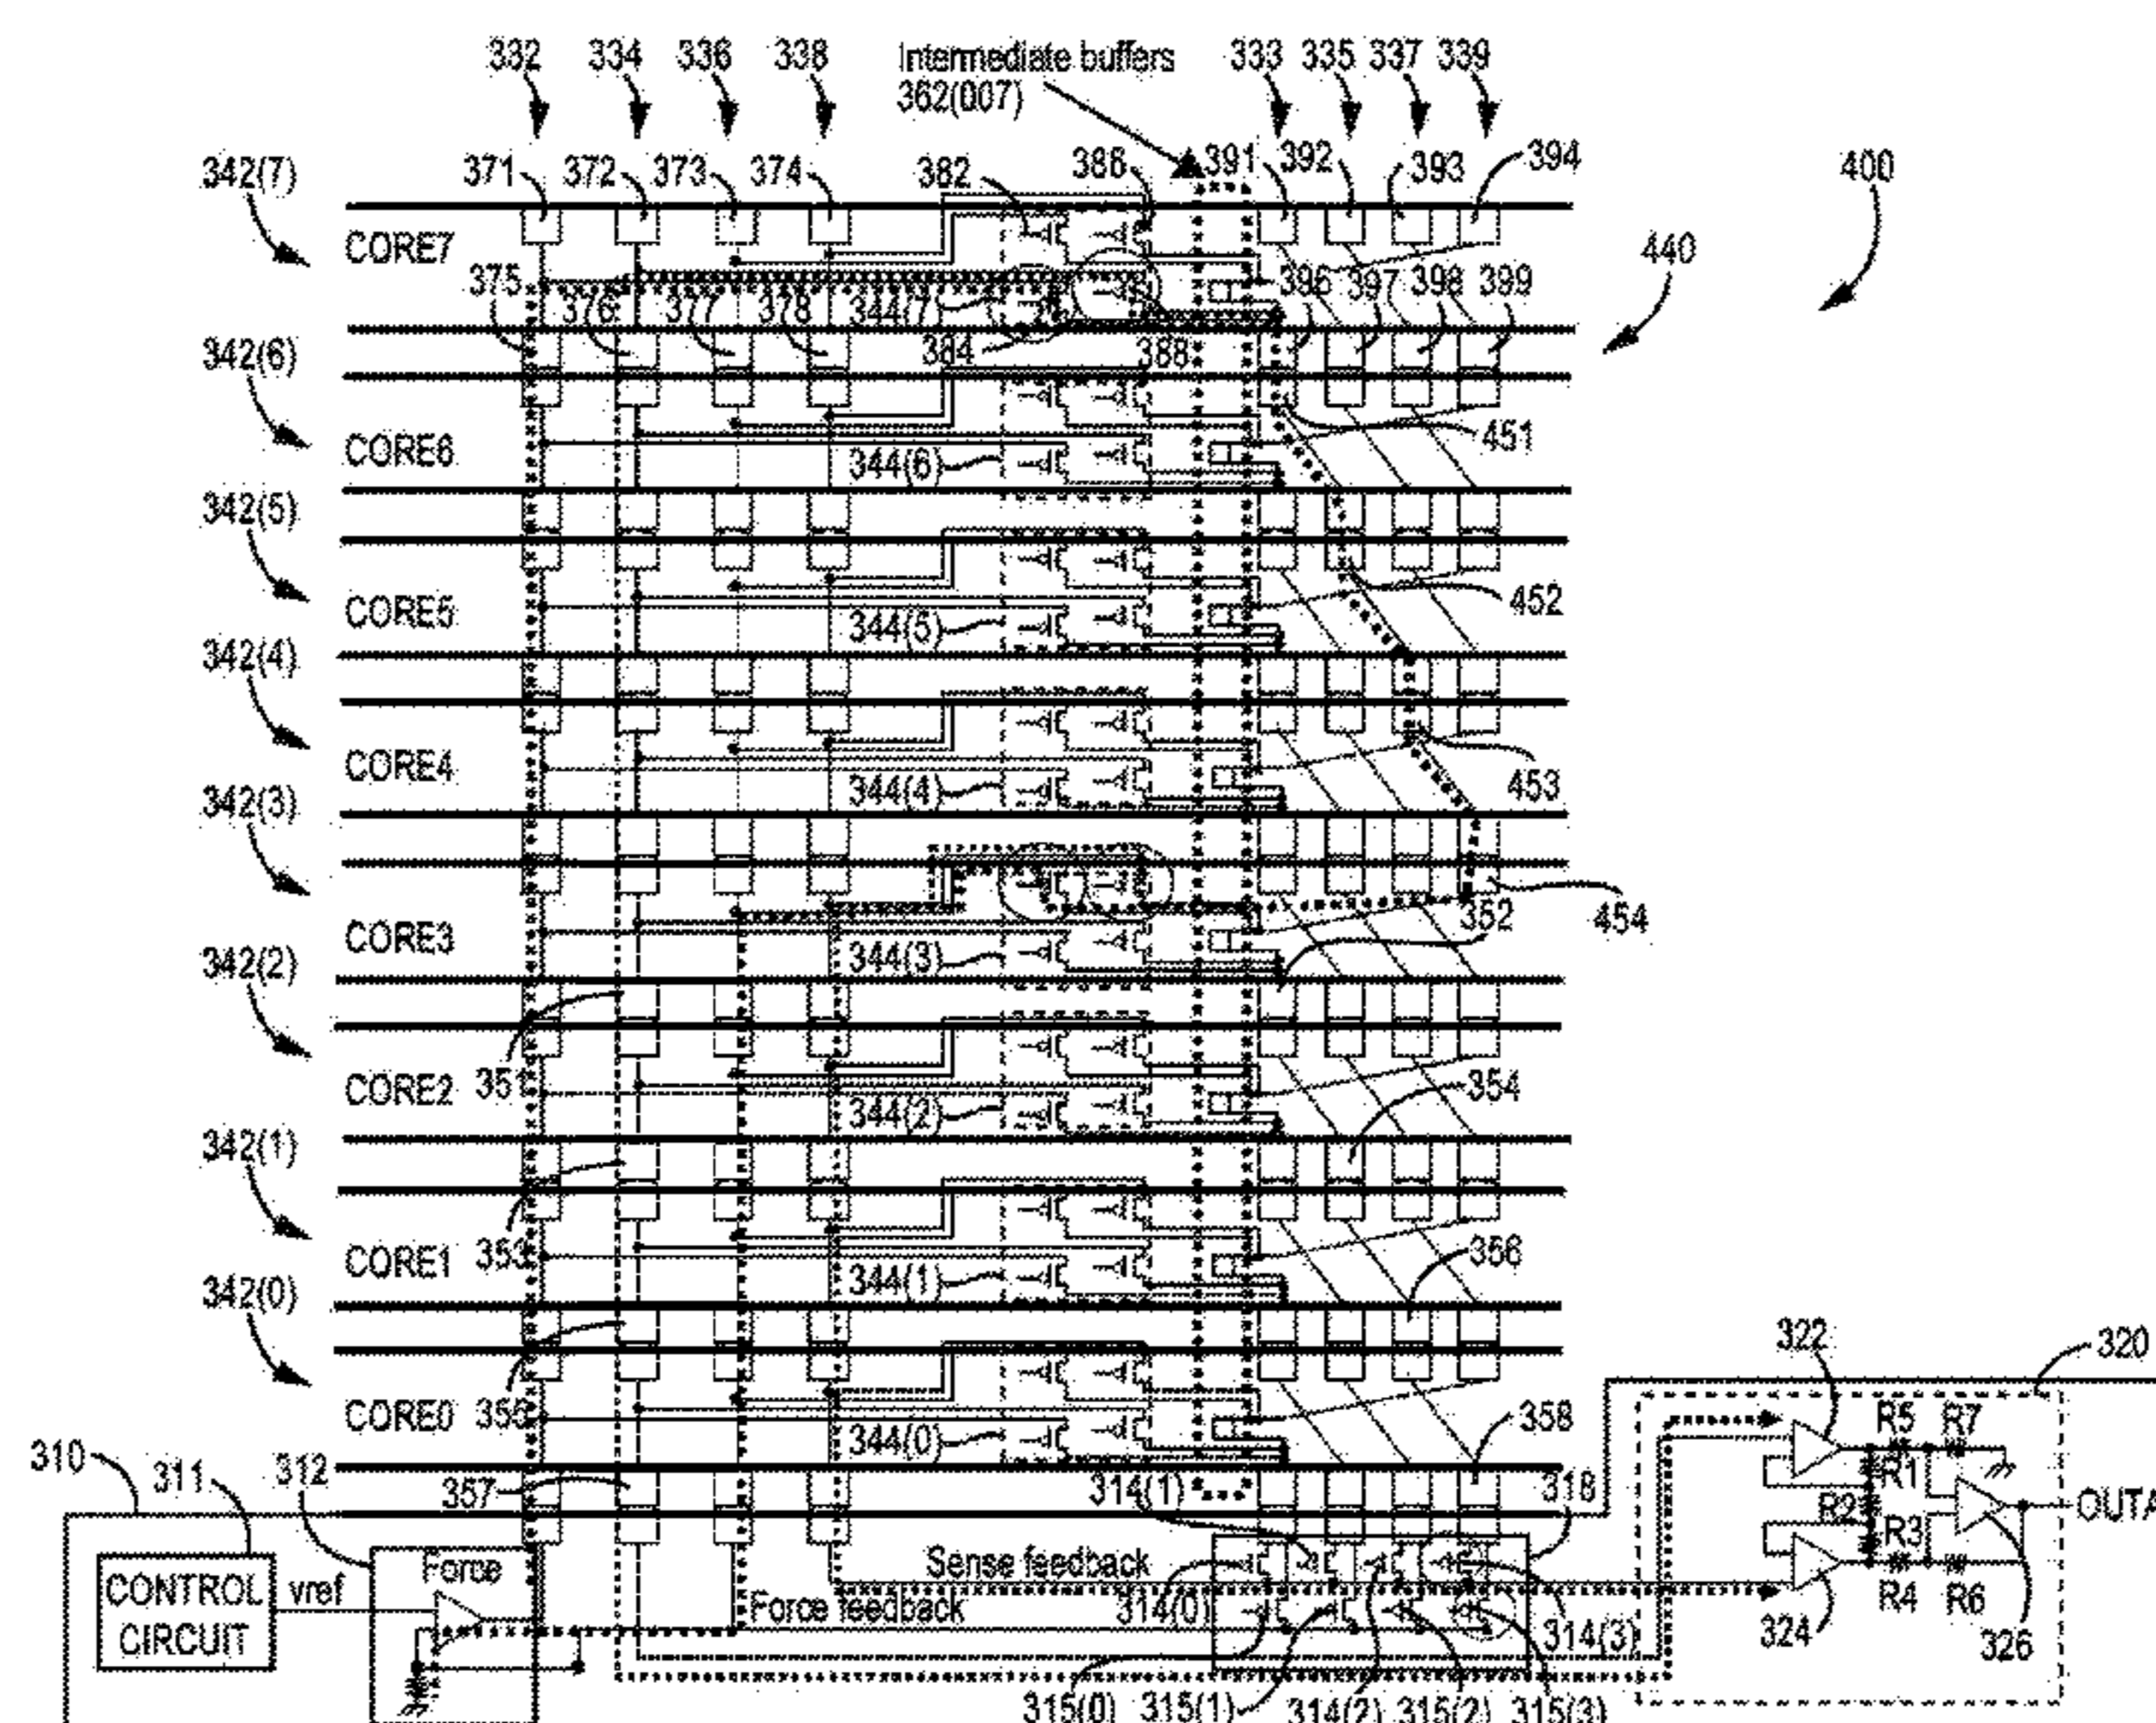 332 334 336 338 Intermediate buffers 333 335 337 339
362(007)
342(7) 371 372 373 374 382 386 391 392 393 394 400
CORE7 440
375 376 377 378 344(7) 396 397 398 399
342(6) 384 388
CORE6 344(6) 451
342(5)
CORE5 344(5) 452
342(4)
CORE4 344(4) 453
342(3)
CORE3 344(3) 352 454
342(2)
CORE2 351 344(2) 354
342(1)
CORE1 353 344(1) 356
342(0) 322 320
CORE0 355 344(0) 358 R5 R7
310 311 312 357 314(1) 318 R1
R2 R3 OUTA
CONTROL CIRCUIT vref Force Sense feedback R4 R6
Force feedback 314(0) 314(3) 324 326
315(0) 315(1) 314(2) 315(2) 315(3)